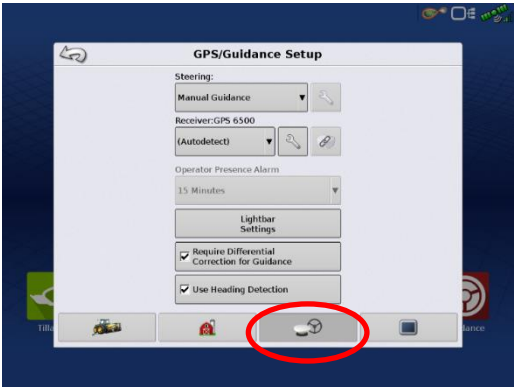 GPS/Guidance Setup
Steering:
Manual Guidance
Receiver:GPS 6500
(Autodetect)
Operator Presence Alarm
15 Minutes
Lightbar
Settings
Require Differential
Correction for Guidance
Use Heading Detection
Tilla
dance